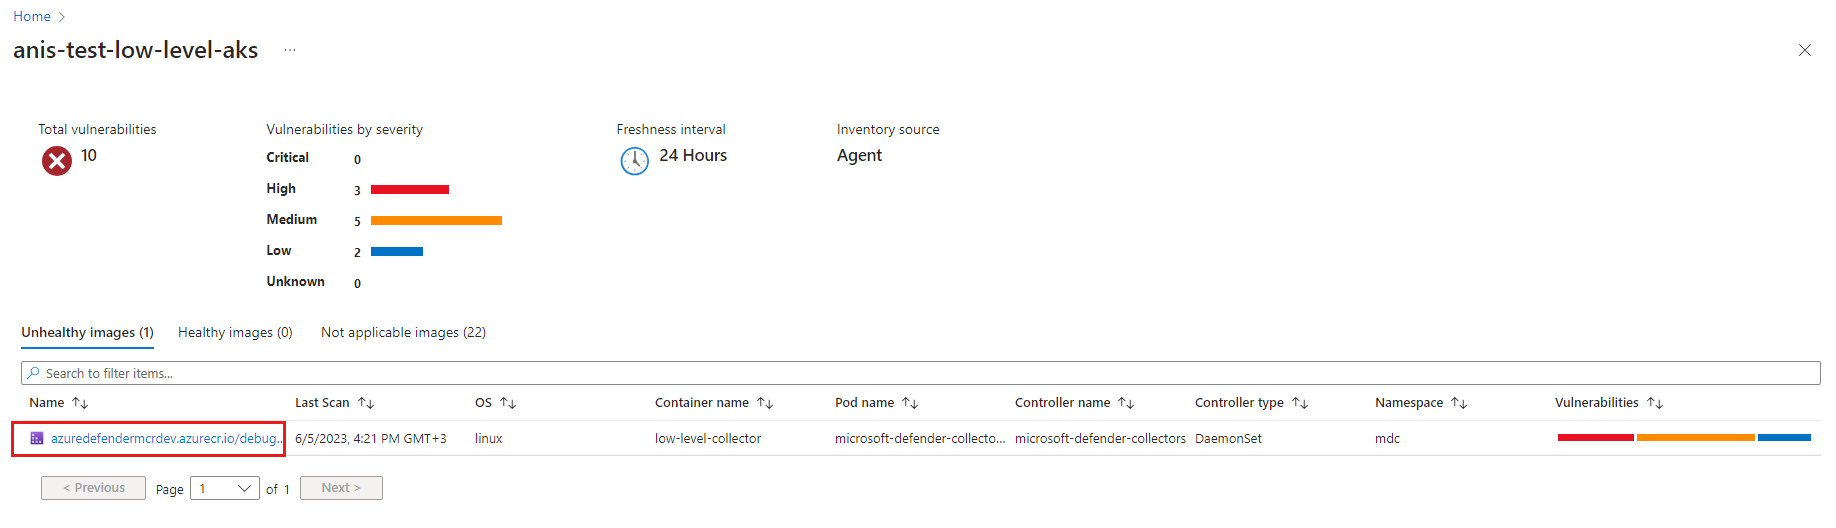 Home >
anis-test-low-level-aks ...
Total vulnerabilities
10
Vulnerabilities by severity
Critical 0
High 3
Medium 5
Low 2
Unknown 0
Freshness interval
24 Hours
Inventory source
Agent
Unhealthy images (1) Healthy images (0) Not applicable images (22)
Search to filter items...
Name Last Scan OS Container name Pod name Controller name Controller type Namespace Vulnerabilities
azuredefendermcrdev.azurecr.io/debug... 6/5/2023, 4:21 PM GMT+3 linux low-level-collector microsoft-defender-collecto... microsoft-defender-collectors DaemonSet mdc
< Previous Page 1 of 1 Next >